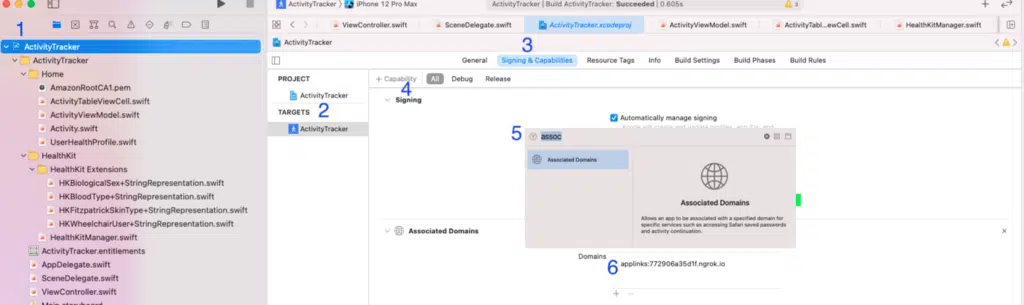 ActivityTracker
iPhone 12 Pro Max
ActivityTracker | Build ActivityTracker: Succeeded | 0.605s
3
ViewController.swift
SceneDelegate.swift
ActivityTracker.xcodeproj
ActivityViewModel.swift
ActivityTabl...ewCell.swift
HealthKitManager.swift
ActivityTracker
1
ActivityTracker
ActivityTracker
Home
AmazonRootCA1.pem
ActivityTableViewCell.swift
ActivityViewModel.swift
Activity.swift
UserHealthProfile.swift
HealthKit
HealthKit Extensions
HKBiologicalSex+StringRepresentation.swift
HKBloodType+StringRepresentation.swift
HKFitzpatrickSkinType+StringRepresentation.swift
HKWheelchairUser+StringRepresentation.swift
HealthKitManager.swift
ActivityTracker.entitlements
AppDelegate.swift
SceneDelegate.swift
ViewController.swift
Main.storyboard
3
General
Signing & Capabilities
Resource Tags
Info
Build Settings
Build Phases
Build Rules
PROJECT
ActivityTracker
2
TARGETS
ActivityTracker
+ Capability
4
All
Debug
Release
Signing
Automatically manage signing
5
assoc
Associated Domains
Associated Domains
Allows an app to be associated with a specified domain for
specific services such as accessing Safari saved passwords
and activity continuation.
Associated Domains
Domains
6
applinks:772906a35d1f.ngrok.io